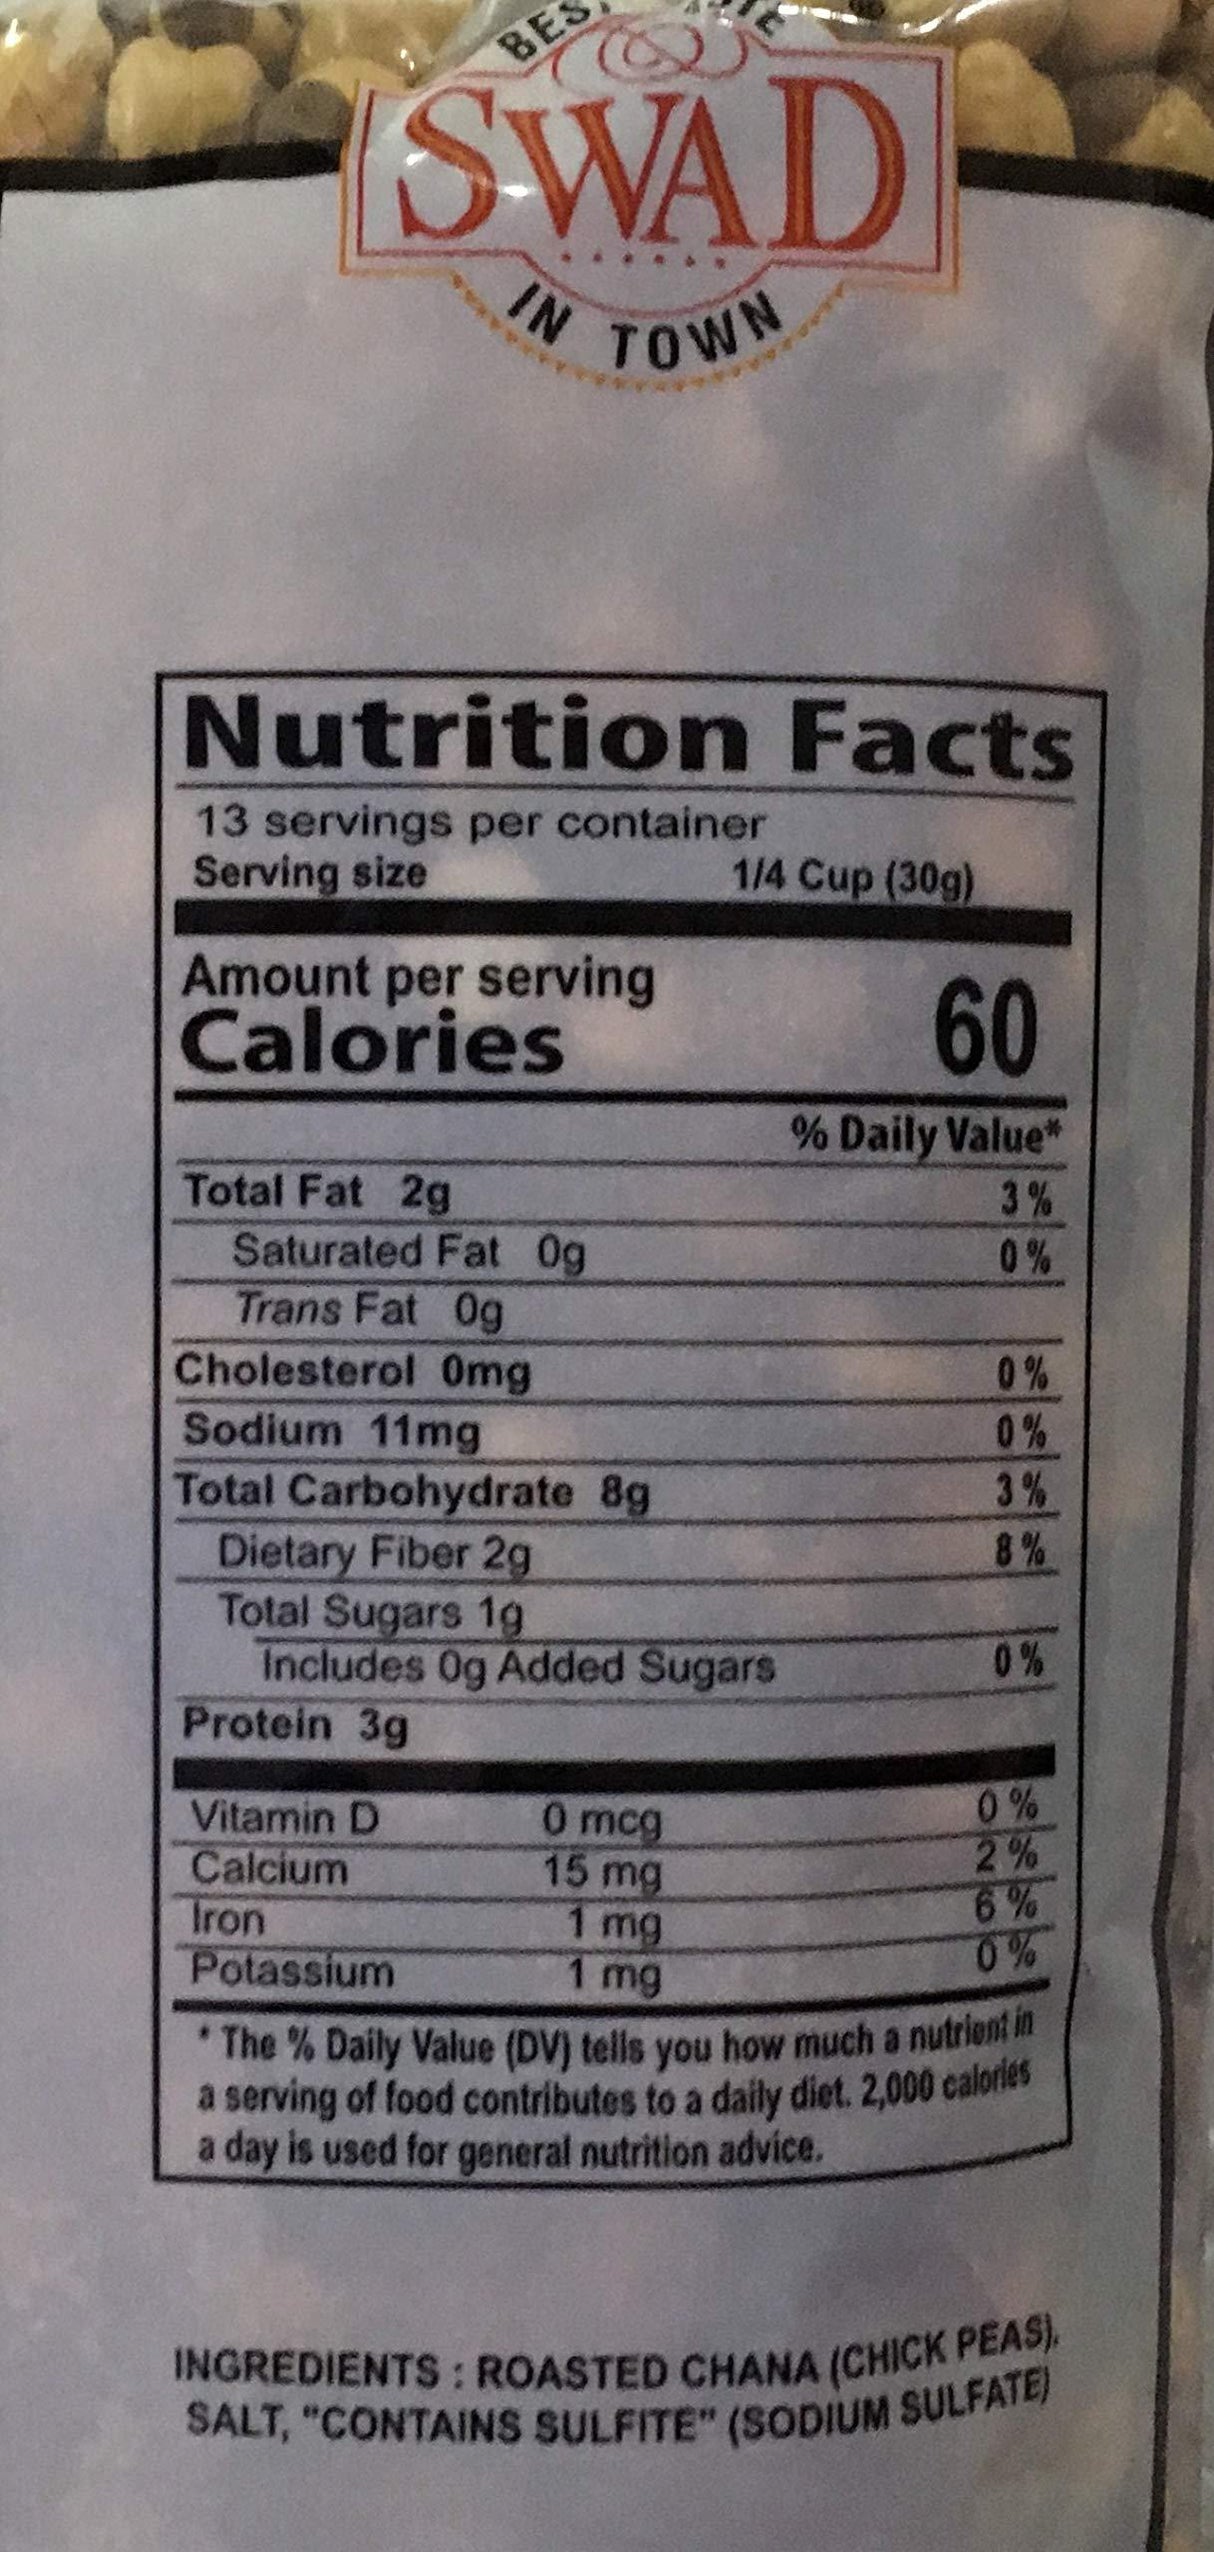 BEST
SWAD
IN TOWN
Nutrition Facts
13 servings per container
Serving size 1/4 Cup (30g)
Amount per serving
Calories 60
% Daily Value*
Total Fat 2g 3 %
Saturated Fat 0g 0 %
Trans Fat 0g
Cholesterol 0mg 0 %
Sodium 11mg 0 %
Total Carbohydrate 8g 3 %
Dietary Fiber 2g 8 %
Total Sugars 1g
Includes 0g Added Sugars 0 %
Protein 3g
Vitamin D 0 mcg 0 %
Calcium 15 mg 2 %
Iron 1 mg 6 %
Potassium 1 mg 0 %
* The % Daily Value (DV) tells you how much a nutrient in
a serving of food contributes to a daily diet. 2,000 calories
a day is used for general nutrition advice.
INGREDIENTS : ROASTED CHANA (CHICK PEAS),
SALT, "CONTAINS SULFITE" (SODIUM SULFATE)